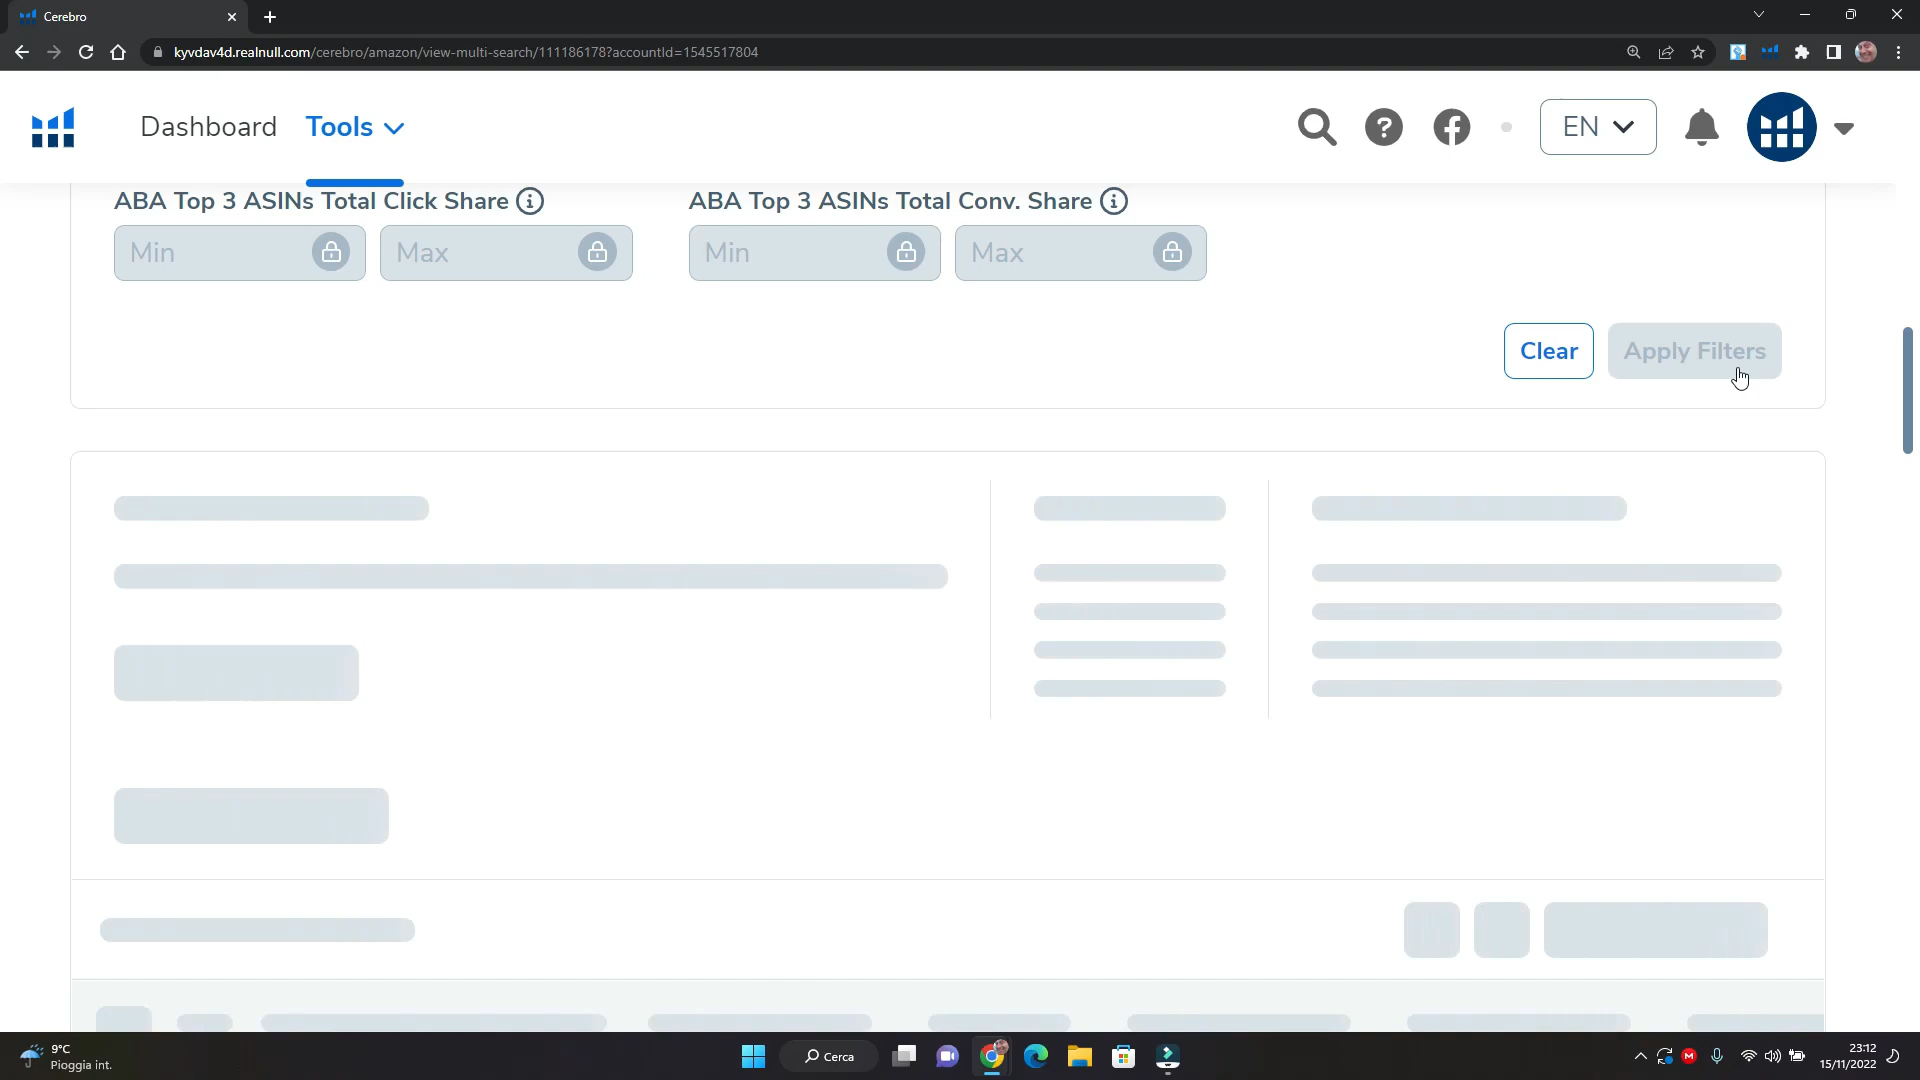 Cerebro
kyvdav4d.realnull.com/cerebro/amazon/view-multi-search/111186178?accountId=1545517804
Dashboard
Tools
EN
ABA Top 3 ASINs Total Click Share
ABA Top 3 ASINs Total Conv. Share
Min
Max
Min
Max
Clear
Apply Filters
9°C
Pioggia int.
Cerca
23:12
15/11/2022